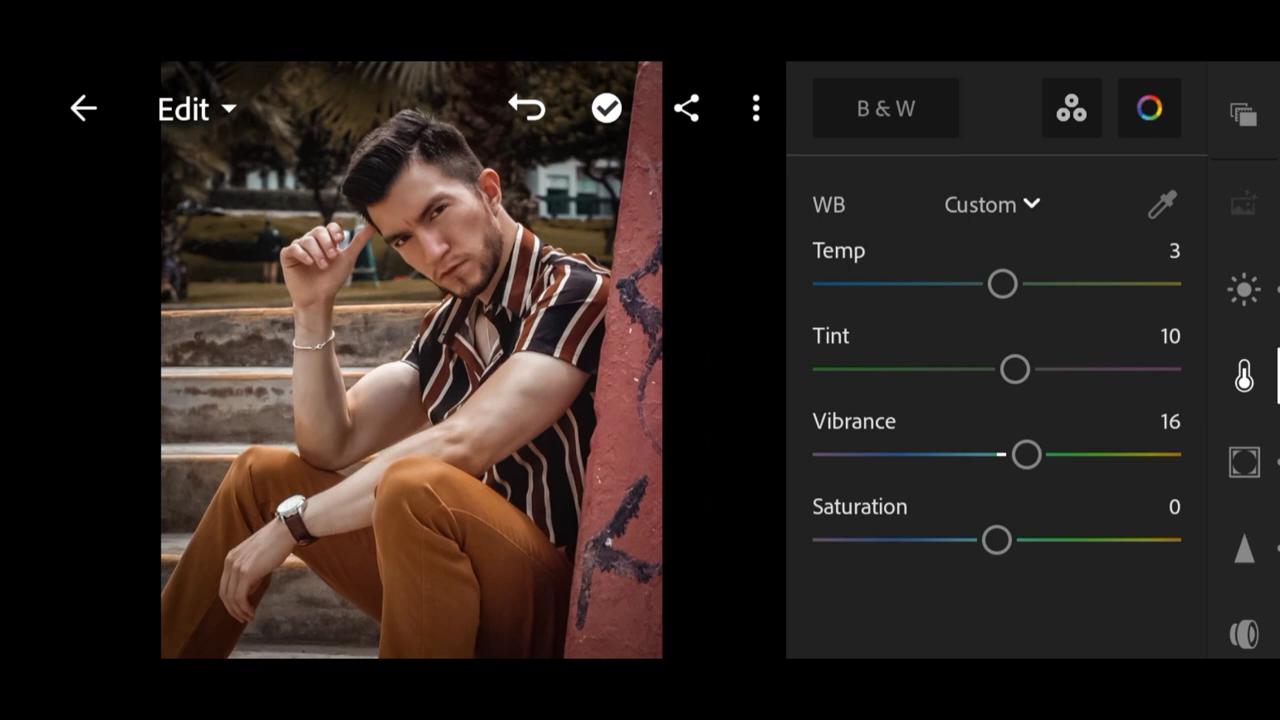 Edit
B & W
WB Custom
Temp 3
Tint 10
Vibrance 16
Saturation 0